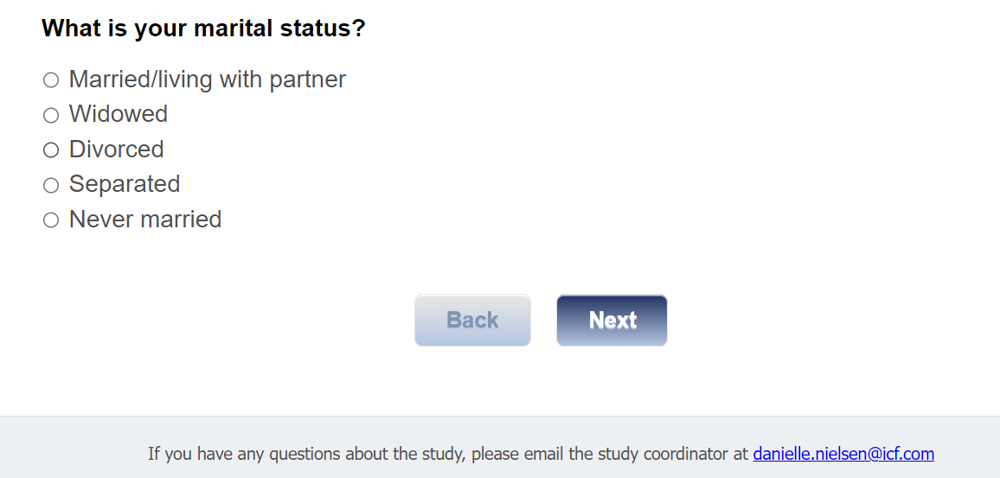 What is your marital status?
Married/living with partner
Widowed
Divorced
Separated
Never married
Back
Next
If you have any questions about the study, please email the study coordinator at danielle.nielsen@icf.com